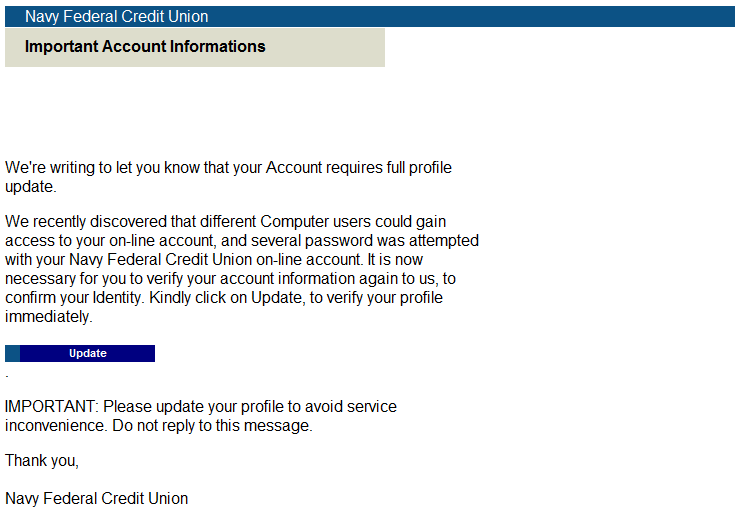 Navy Federal Credit Union
Important Account Informations
We're writing to let you know that your Account requires full profile
update.
We recently discovered that different Computer users could gain
access to your on-line account, and several password was attempted
with your Navy Federal Credit Union on-line account. It is now
necessary for you to verify your account information again to us, to
confirm your Identity. Kindly click on Update, to verify your profile
immediately.
Update
.
IMPORTANT: Please update your profile to avoid service
inconvenience. Do not reply to this message.
Thank you,
Navy Federal Credit Union